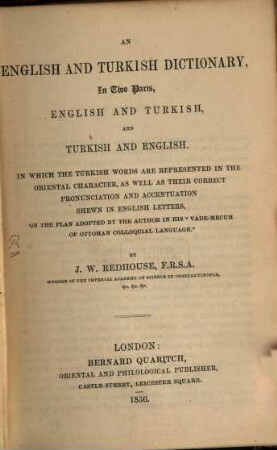 AN
ENGLISH AND TURKISH DICTIONARY,
In Two Parts,
ENGLISH AND TURKISH,
AND
TURKISH AND ENGLISH.
IN WHICH THE TURKISH WORDS ARE REPRESENTED IN THE
ORIENTAL CHARACTER, AS WELL AS THEIR CORRECT
PRONUNCIATION AND ACCENTUATION
SHEWN IN ENGLISH LETTERS,
ON THE PLAN ADOPTED BY THE AUTHOR IN HIS "VADE-MECUM
OF OTTOMAN COLLOQUIAL LANGUAGE."
BY
J. W. REDHOUSE, F.R.S.A.
MEMBER OF THE IMPERIAL ACADEMY OF SCIENCE OF CONSTANTINOPLE,
&c. &c. &c.
LONDON:
BERNARD QUARITCH,
ORIENTAL AND PHILOLOGICAL PUBLISHER,
CASTLE STREET, LEICESTER SQUARE.
1856.